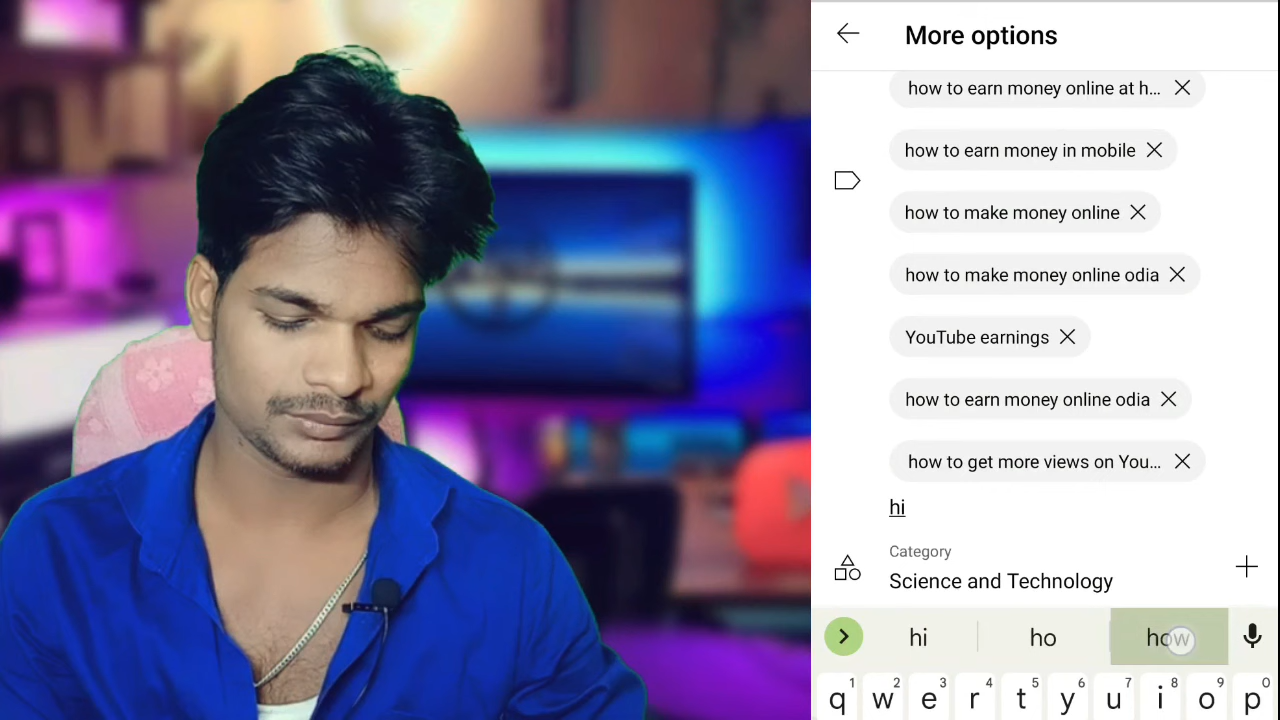 More options
how to earn money online at h...
how to earn money in mobile
how to make money online
how to make money online odia
YouTube earnings
how to earn money online odia
how to get more views on You...
hi
Category
Science and Technology
hi ho how
1 2 3 4 5 6 7 8 9 0
q w e r t y u i o p